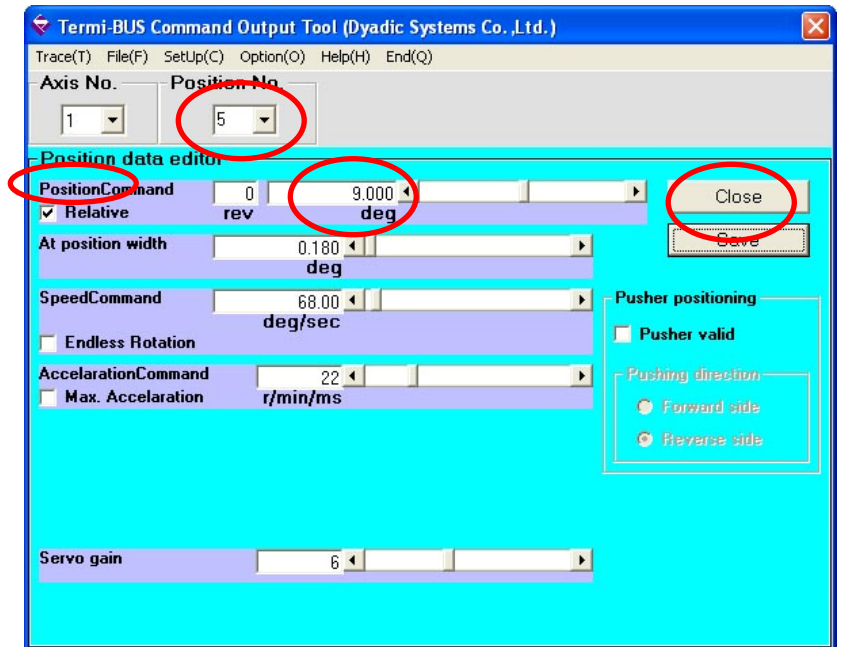 Termi-BUS Command Output Tool (Dyadic Systems Co. ,Ltd. )
Trace(T) File(F) SetUp(C) Option(O) Help(H) End(Q)
Axis No. Position No.
1 5
Position data editor
PositionCommand 0 9.000 Close
Relative rev deg
Save
At position width 0.180
deg
SpeedCommand 68.00 Pusher positioning
deg/sec
Pusher valid
Endless Rotation
AccelarationCommand 22 Pushing direction
Max. Accelaration r/min/ms
Forward side
Reverse side
Servo gain 6